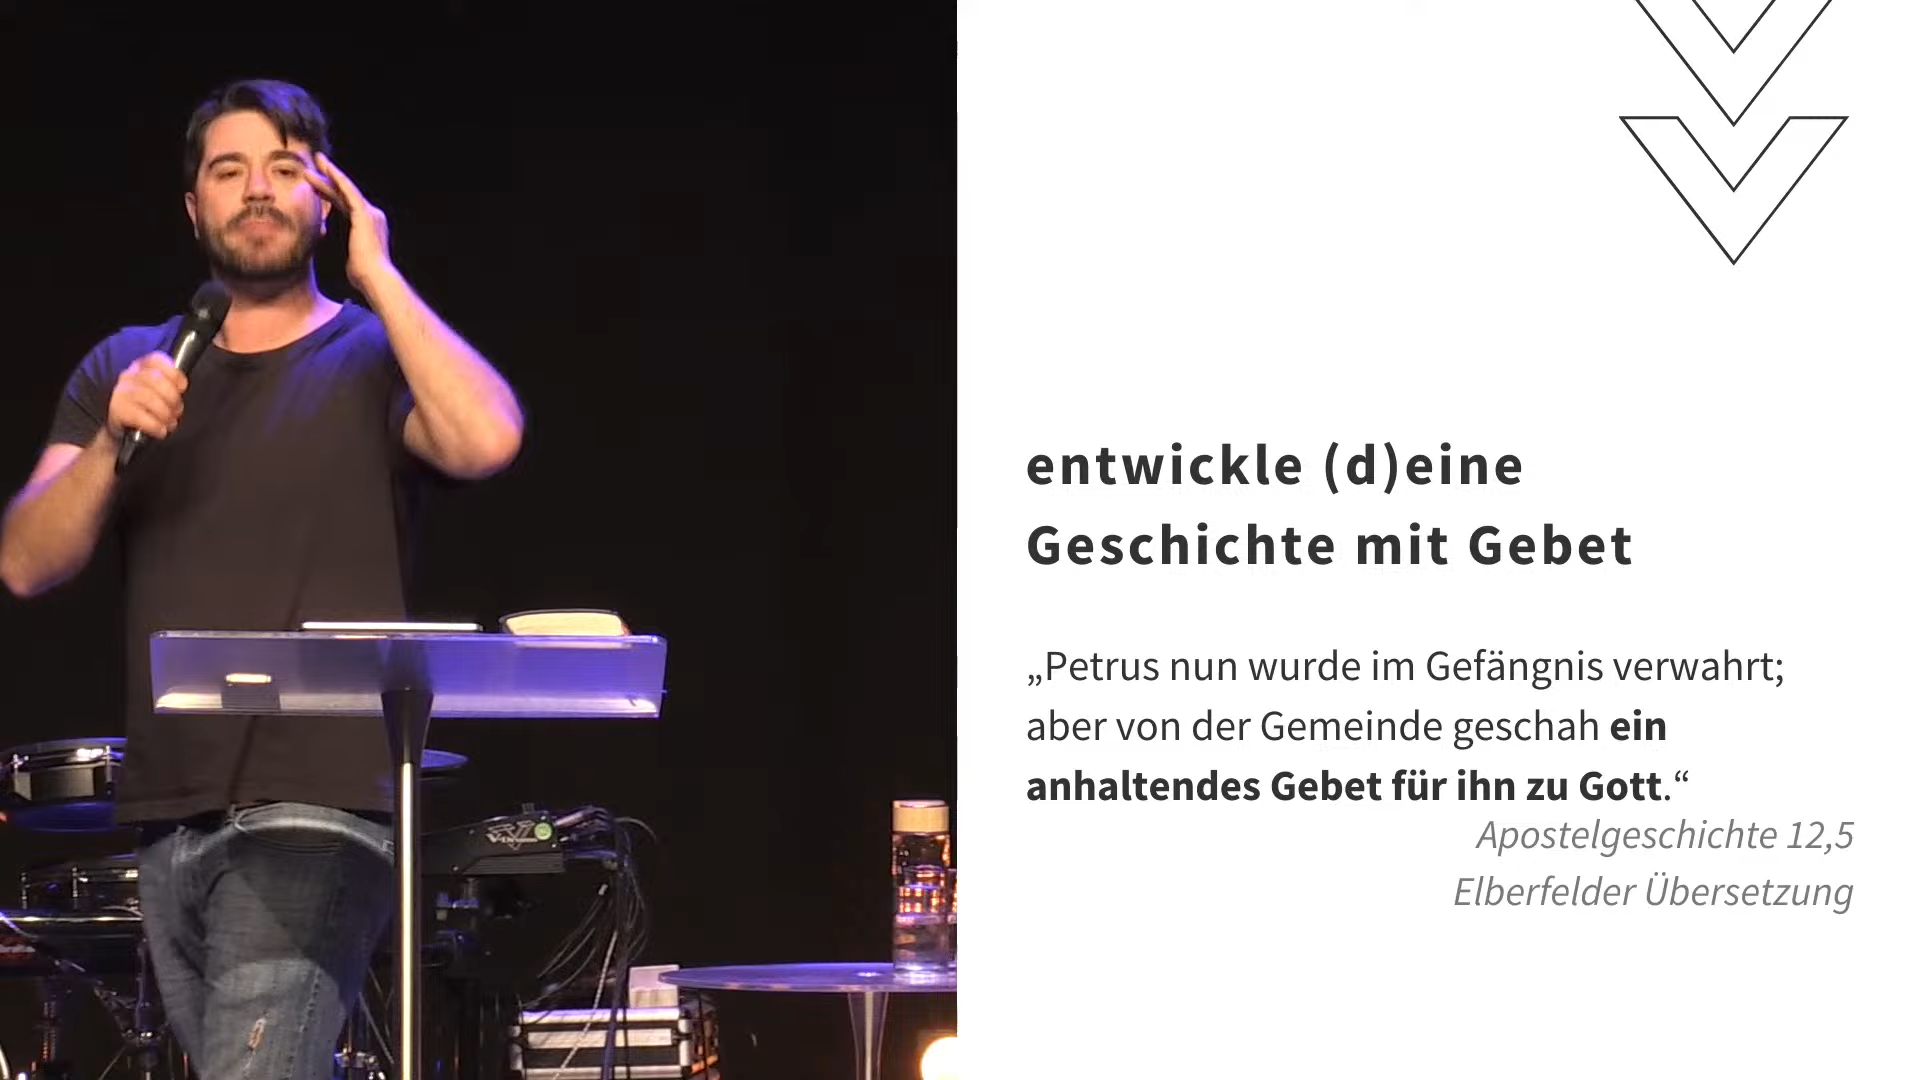 entwickle (d)eine
Geschichte mit Gebet
„Petrus nun wurde im Gefängnis verwahrt;
aber von der Gemeinde geschah ein
anhaltendes Gebet für ihn zu Gott.“
Apostelgeschichte 12,5
Elberfelder Übersetzung